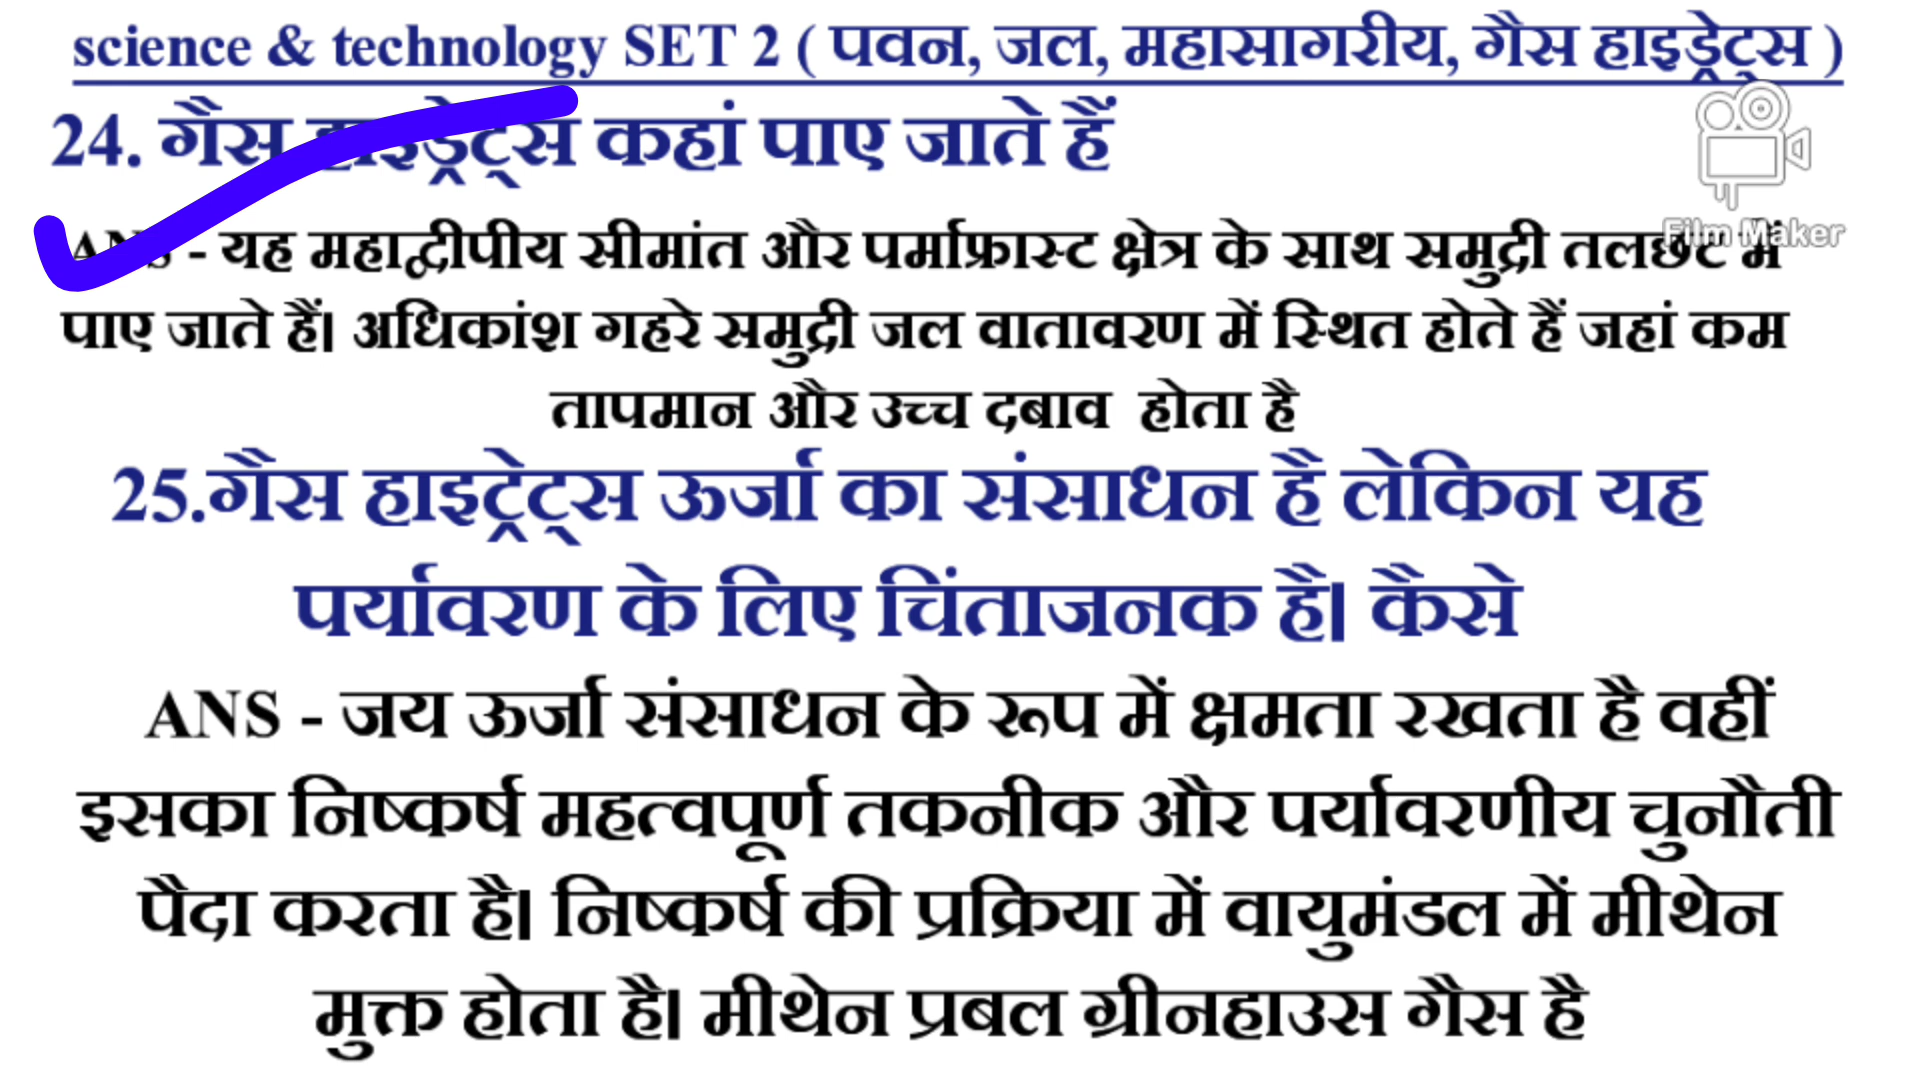 science & technology SET 2 ( पवन, जल, महासागरीय, गैस हाइड्रेट्स )
24. गैस हाइड्रेट्स कहां पाए जाते हैं
ANS - यह महाद्वीपीय सीमांत और पर्माफ्रास्ट क्षेत्र के साथ समुद्री तलछट में
Film Maker
पाए जाते हैं। अधिकांश गहरे समुद्री जल वातावरण में स्थित होते हैं जहां कम
तापमान और उच्च दबाव होता है
25.गैस हाइट्रेट्स ऊर्जा का संसाधन है लेकिन यह
पर्यावरण के लिए चिंताजनक है। कैसे
ANS - जय ऊर्जा संसाधन के रूप में क्षमता रखता है वहीं
इसका निष्कर्ष महत्वपूर्ण तकनीक और पर्यावरणीय चुनौती
पैदा करता है। निष्कर्ष की प्रक्रिया में वायुमंडल में मीथेन
मुक्त होता है। मीथेन प्रबल ग्रीनहाउस गैस है